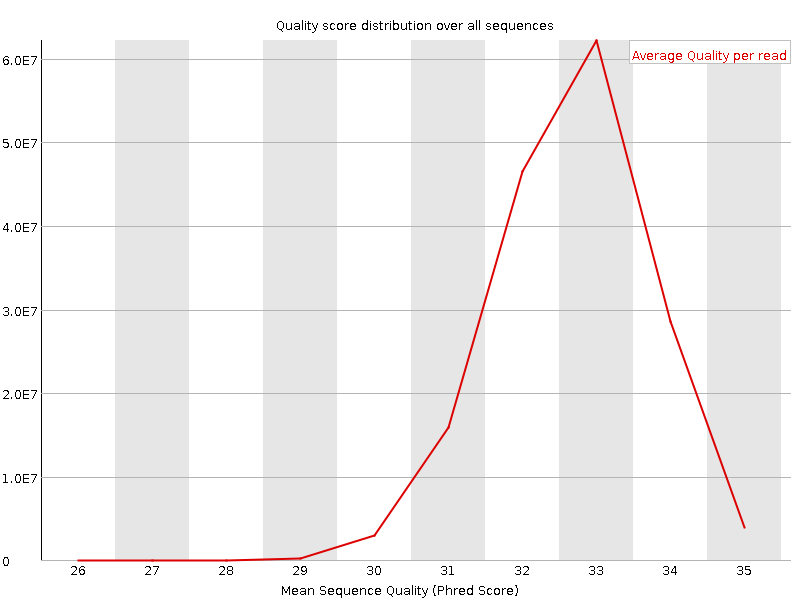 Quality score distribution over all sequences
Average Quality per read
6.0E7
5.0E7
4.0E7
3.0E7
2.0E7
1.0E7
0
26 27 28 29 30 31 32 33 34 35
Mean Sequence Quality (Phred Score)